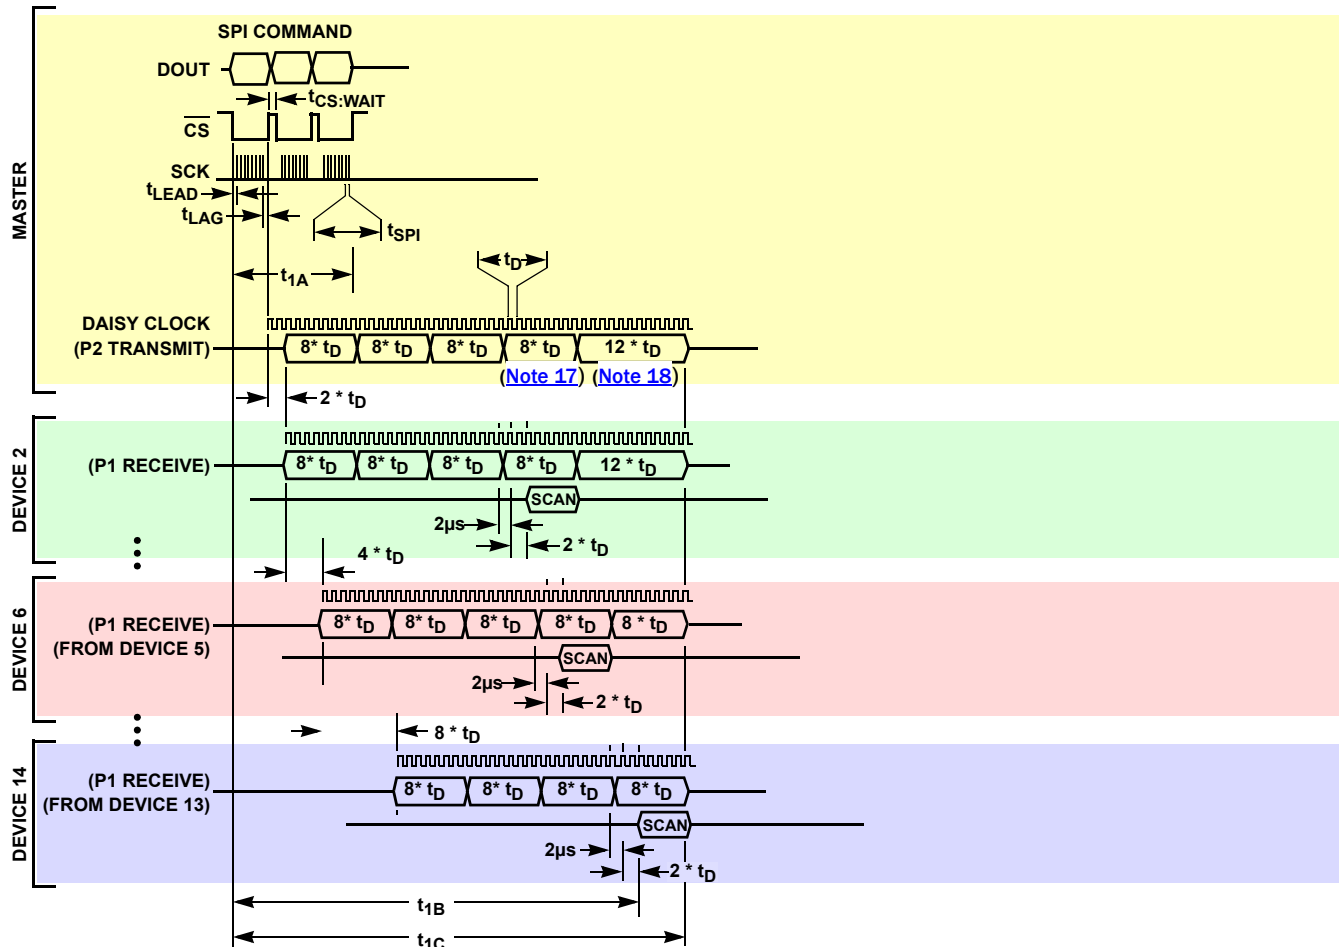 MASTER
SPI COMMAND
DOUT
tCS:WAIT
CS
SCK
tLEAD
tLAG
tSPI
tD
t1A
DAISY CLOCK
(P2 TRANSMIT)
8* tD 8* tD 8* tD 8* tD 12 * tD
(Note 17) (Note 18)
2 * tD
DEVICE 2
(P1 RECEIVE)
8* tD 8* tD 8* tD 8* tD 12 * tD
SCAN
2µs
2 * tD
4 * tD
DEVICE 6
(P1 RECEIVE)
(FROM DEVICE 5)
8* tD 8* tD 8* tD 8* tD 8 * tD
SCAN
2µs
2 * tD
8 * tD
DEVICE 14
(P1 RECEIVE)
(FROM DEVICE 13)
8* tD 8* tD 8* tD 8* tD
SCAN
2µs
2 * tD
t1B
t1C